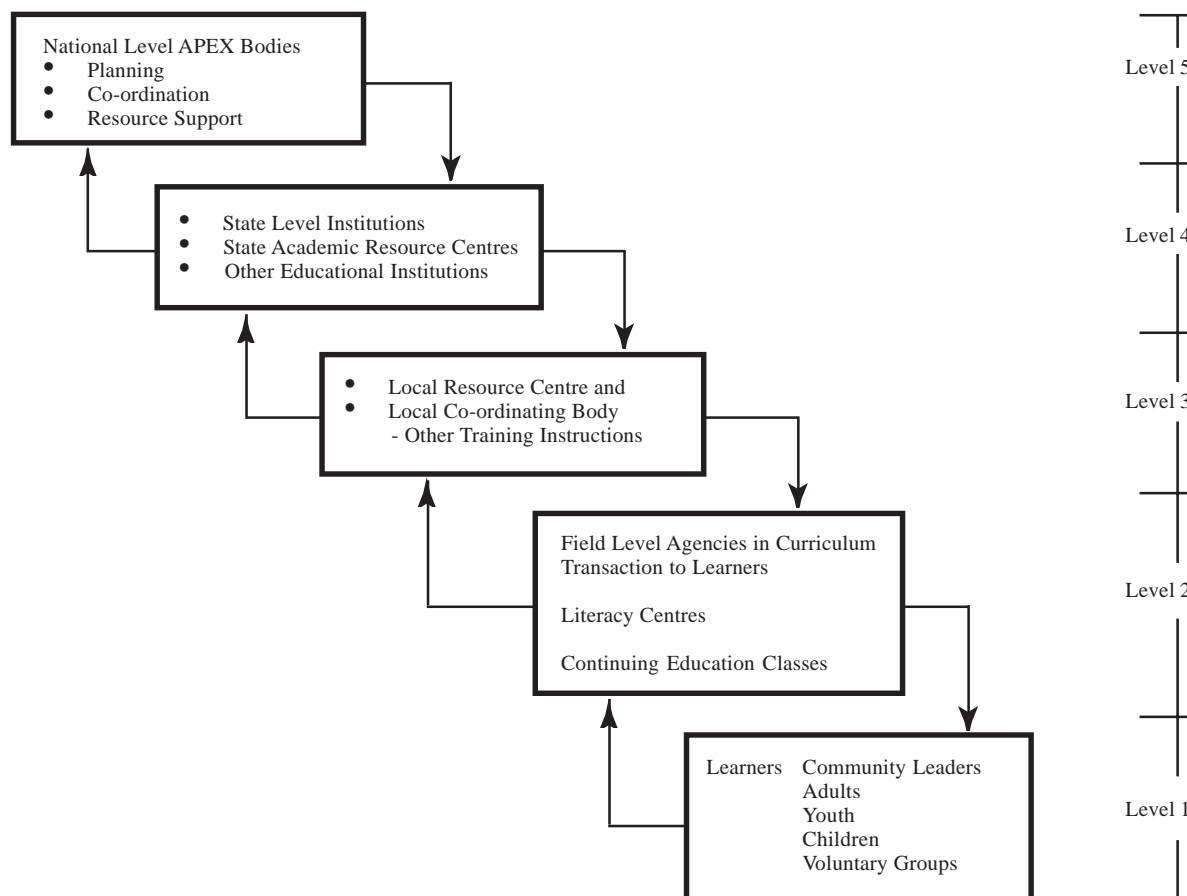 National Level APEX Bodies
• Planning
• Co-ordination
• Resource Support
Level 5
• State Level Institutions
• State Academic Resource Centres
• Other Educational Institutions
Level 4
• Local Resource Centre and
• Local Co-ordinating Body
- Other Training Instructions
Level 3
Field Level Agencies in Curriculum
Transaction to Learners
Literacy Centres
Continuing Education Classes
Level 2
Learners Community Leaders
Adults
Youth
Children
Voluntary Groups
Level 1